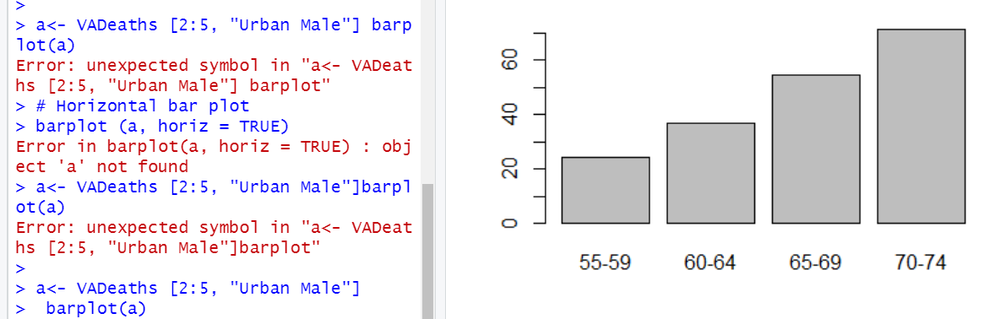 >
> a<- VADeaths [2:5, "Urban Male"] barp
lot(a)
Error: unexpected symbol in "a<- VADeat
hs [2:5, "Urban Male"] barplot"
> # Horizontal bar plot
> barplot (a, horiz = TRUE)
Error in barplot(a, horiz = TRUE) : obj
ect 'a' not found
> a<- VADeaths [2:5, "Urban Male"]barpl
ot(a)
Error: unexpected symbol in "a<- VADeat
hs [2:5, "Urban Male"]barplot"
>
> a<- VADeaths [2:5, "Urban Male"]
>  barplot(a)
60
40
20
0
55-59 60-64 65-69 70-74